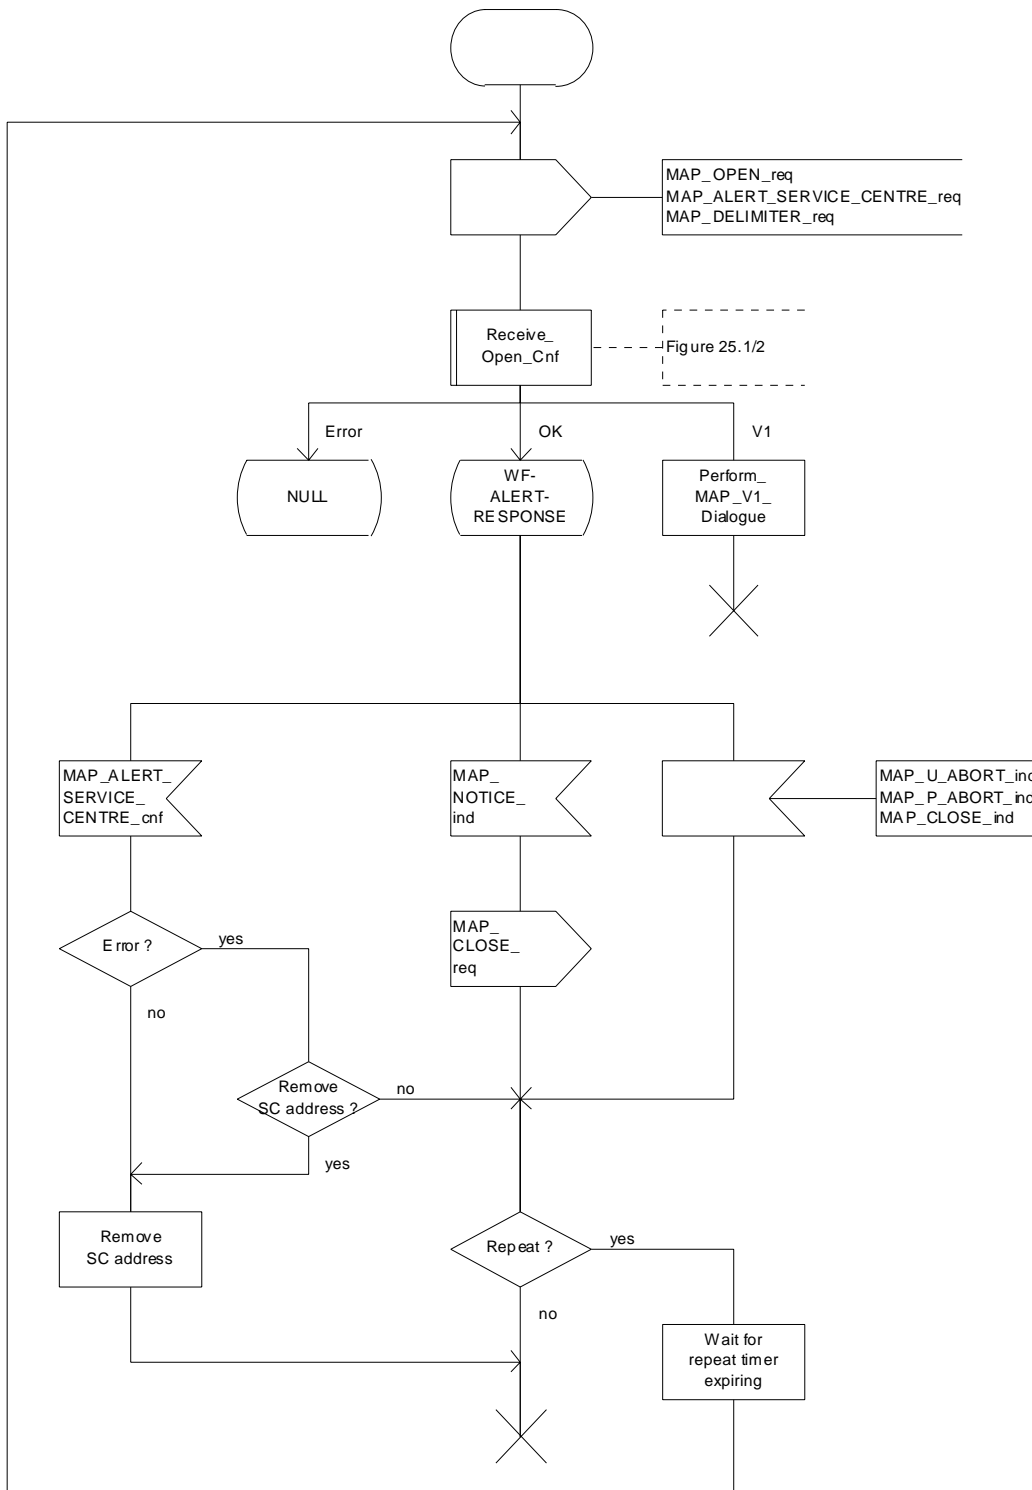 MAP_OPEN_req
MAP_ALERT_SERVICE_CENTRE_req
MAP_DELIMITER_req
Receive_
Open_Cnf
Figure 25.1/2
Error
OK
V1
NULL
WF-
ALERT-
RESPONSE
Perform_
MAP_V1_
Dialogue
MAP_ALERT_
SERVICE_
CENTRE_cnf
MAP_
NOTICE_
ind
MAP_U_ABORT_ind
MAP_P_ABORT_ind
MAP_CLOSE_ind
Error ?
yes
no
MAP_
CLOSE_
req
Remove
SC address ?
no
yes
Remove
SC address
Repeat ?
yes
no
Wait for
repeat timer
expiring